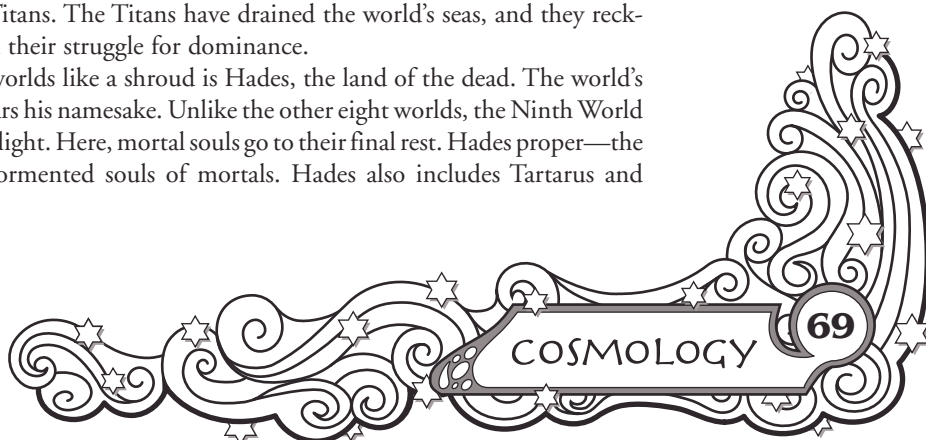 Titans. The Titans have drained the world's seas, and they reck-
their struggle for dominance.
worlds like a shroud is Hades, the land of the dead. The world's
his namesake. Unlike the other eight worlds, the Ninth World
light. Here, mortal souls go to their final rest. Hades proper—the
souls of mortals. Hades also includes Tartarus and
COSMOLOGY
69